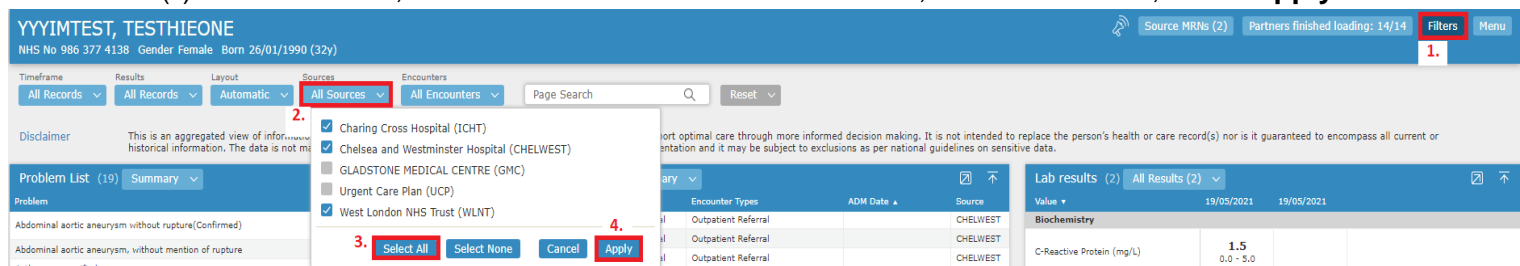 YYYIMTEST, TESTHIEONE
NHS No 986 377 4138 Gender Female Born 26/01/1990 (32y)
Source MRNs (2)
Partners finished loading: 14/14
Filters
Menu
1.
Timeframe
Results
Layout
Sources
Encounters
All Records
All Records
Automatic
All Sources
All Encounters
Page Search
Reset
2.
Disclaimer
This is an aggregated view of
optimal care through more informed decision making. It is not intended to replace the person's health or care record(s) nor is it guaranteed to encompass all current or
historical information. The data is not
and it may be subject to exclusions as per national guidelines on sensitive data.
Charing Cross Hospital (ICHT)
Chelsea and Westminster Hospital (CHELWEST)
GLADSTONE MEDICAL CENTRE (GMC)
Urgent Care Plan (UCP)
West London NHS Trust (WLNT)
3.
Select All
Select None
Cancel
4.
Apply
Problem List (19) Summary
Problem
Abdominal aortic aneurysm without rupture(Confirmed)
Abdominal aortic aneurysm, without mention of rupture
Encounter Types
ADM Date
Source
Outpatient Referral
CHELWEST
Outpatient Referral
CHELWEST
Outpatient Referral
CHELWEST
Lab results (2) All Results (2)
Value
19/05/2021
19/05/2021
Biochemistry
C-Reactive Protein (mg/L)
1.5
0.0 - 5.0